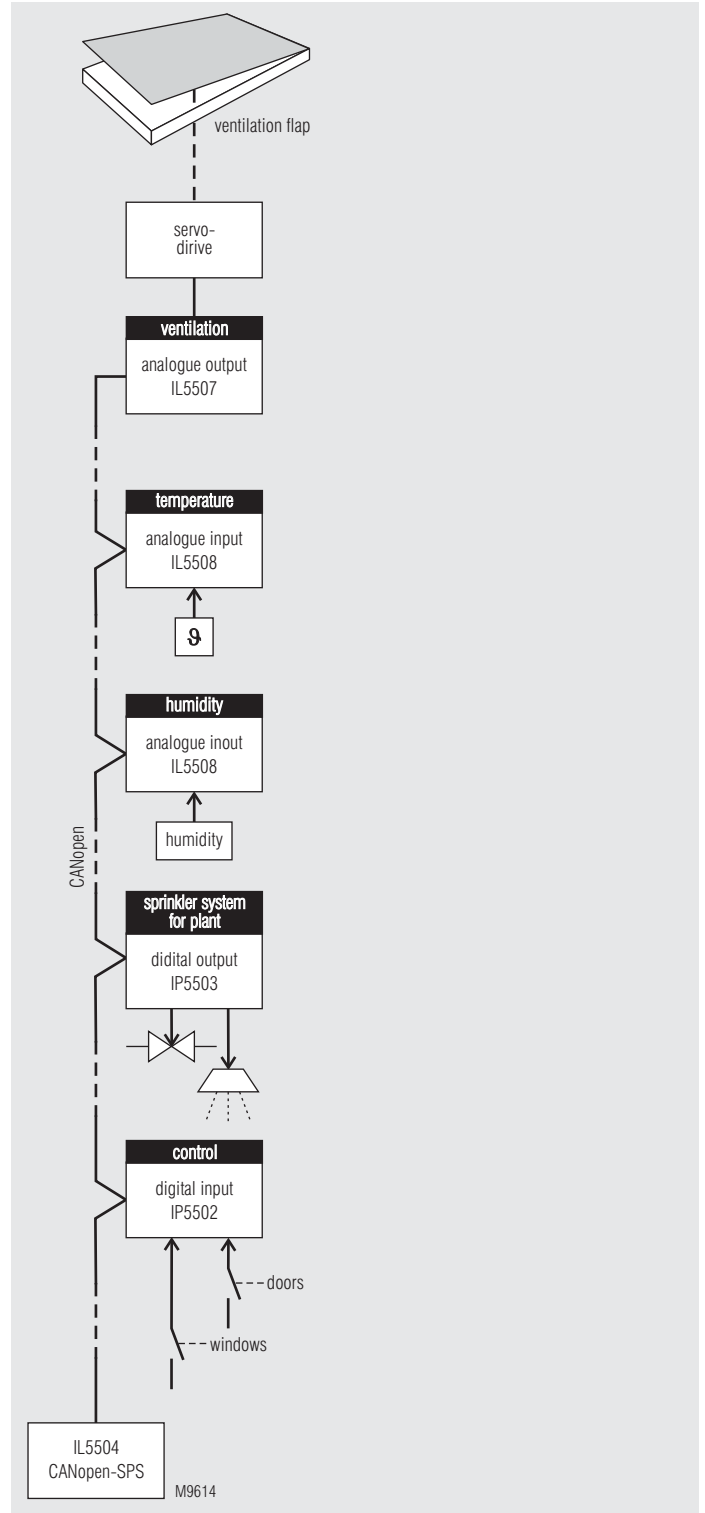 ventilation flap
servo-
dirive
ventilation
analogue output
IL5507
temperature
analogue input
IL5508
ϑ
humidity
analogue inout
IL5508
humidity
CANopen
sprinkler system
for plant
didital output
IP5503
control
digital input
IP5502
doors
windows
IL5504
CANopen-SPS
M9614